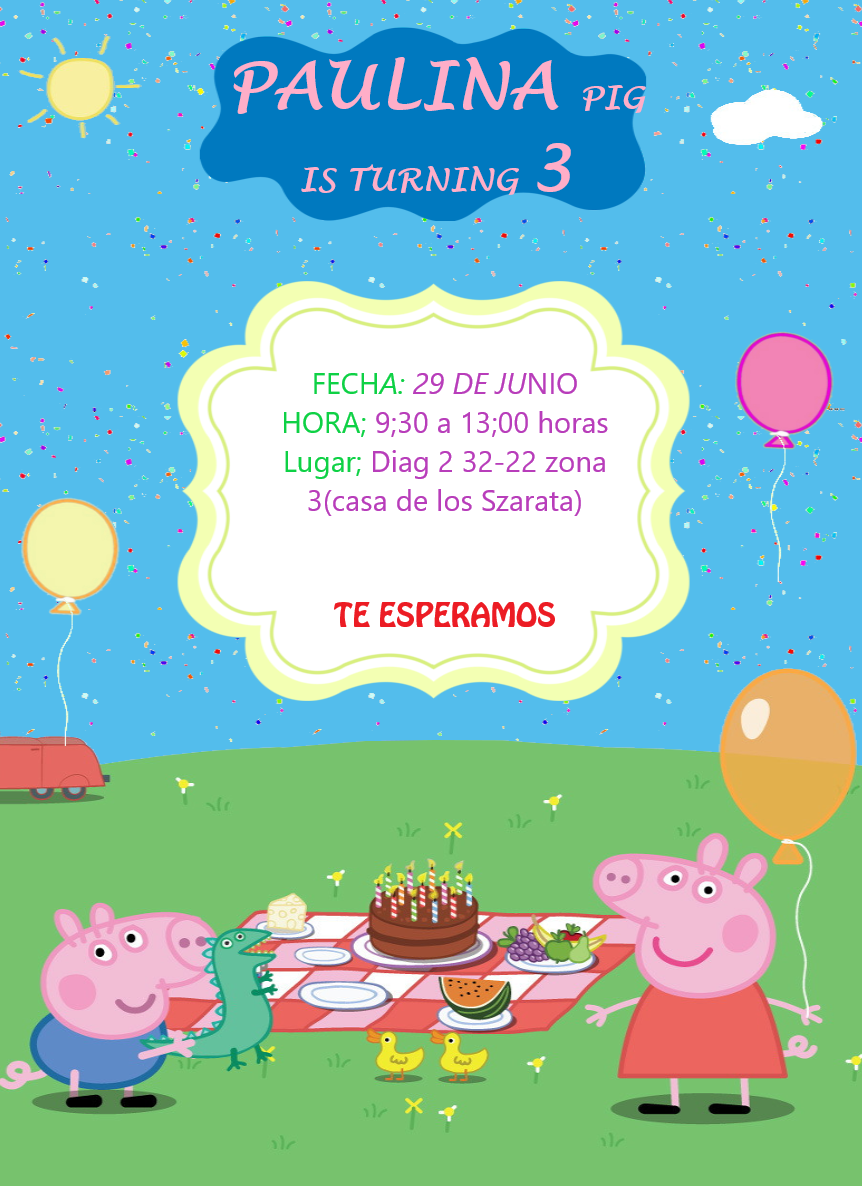 PAULINA PIG
IS TURNING 3
FECHA: 29 DE JUNIO
HORA; 9;30 a 13;00 horas
Lugar; Diag 2 32-22 zona
3(casa de los Szarata)
TE ESPERAMOS